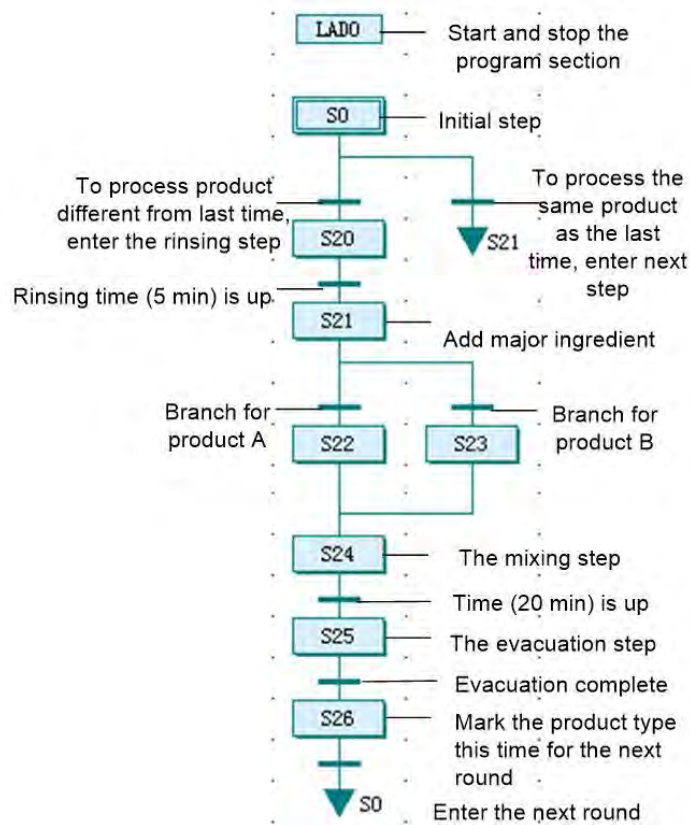 LAD0
Start and stop the
program section
S0
Initial step
To process product
different from last time,
enter the rinsing step
To process the
same product
as the last
time, enter next
step
S20
S21
Rinsing time (5 min) is up
S21
Add major ingredient
Branch for
product A
Branch for
product B
S22
S23
S24
The mixing step
Time (20 min) is up
S25
The evacuation step
Evacuation complete
S26
Mark the product type
this time for the next
round
S0
Enter the next round